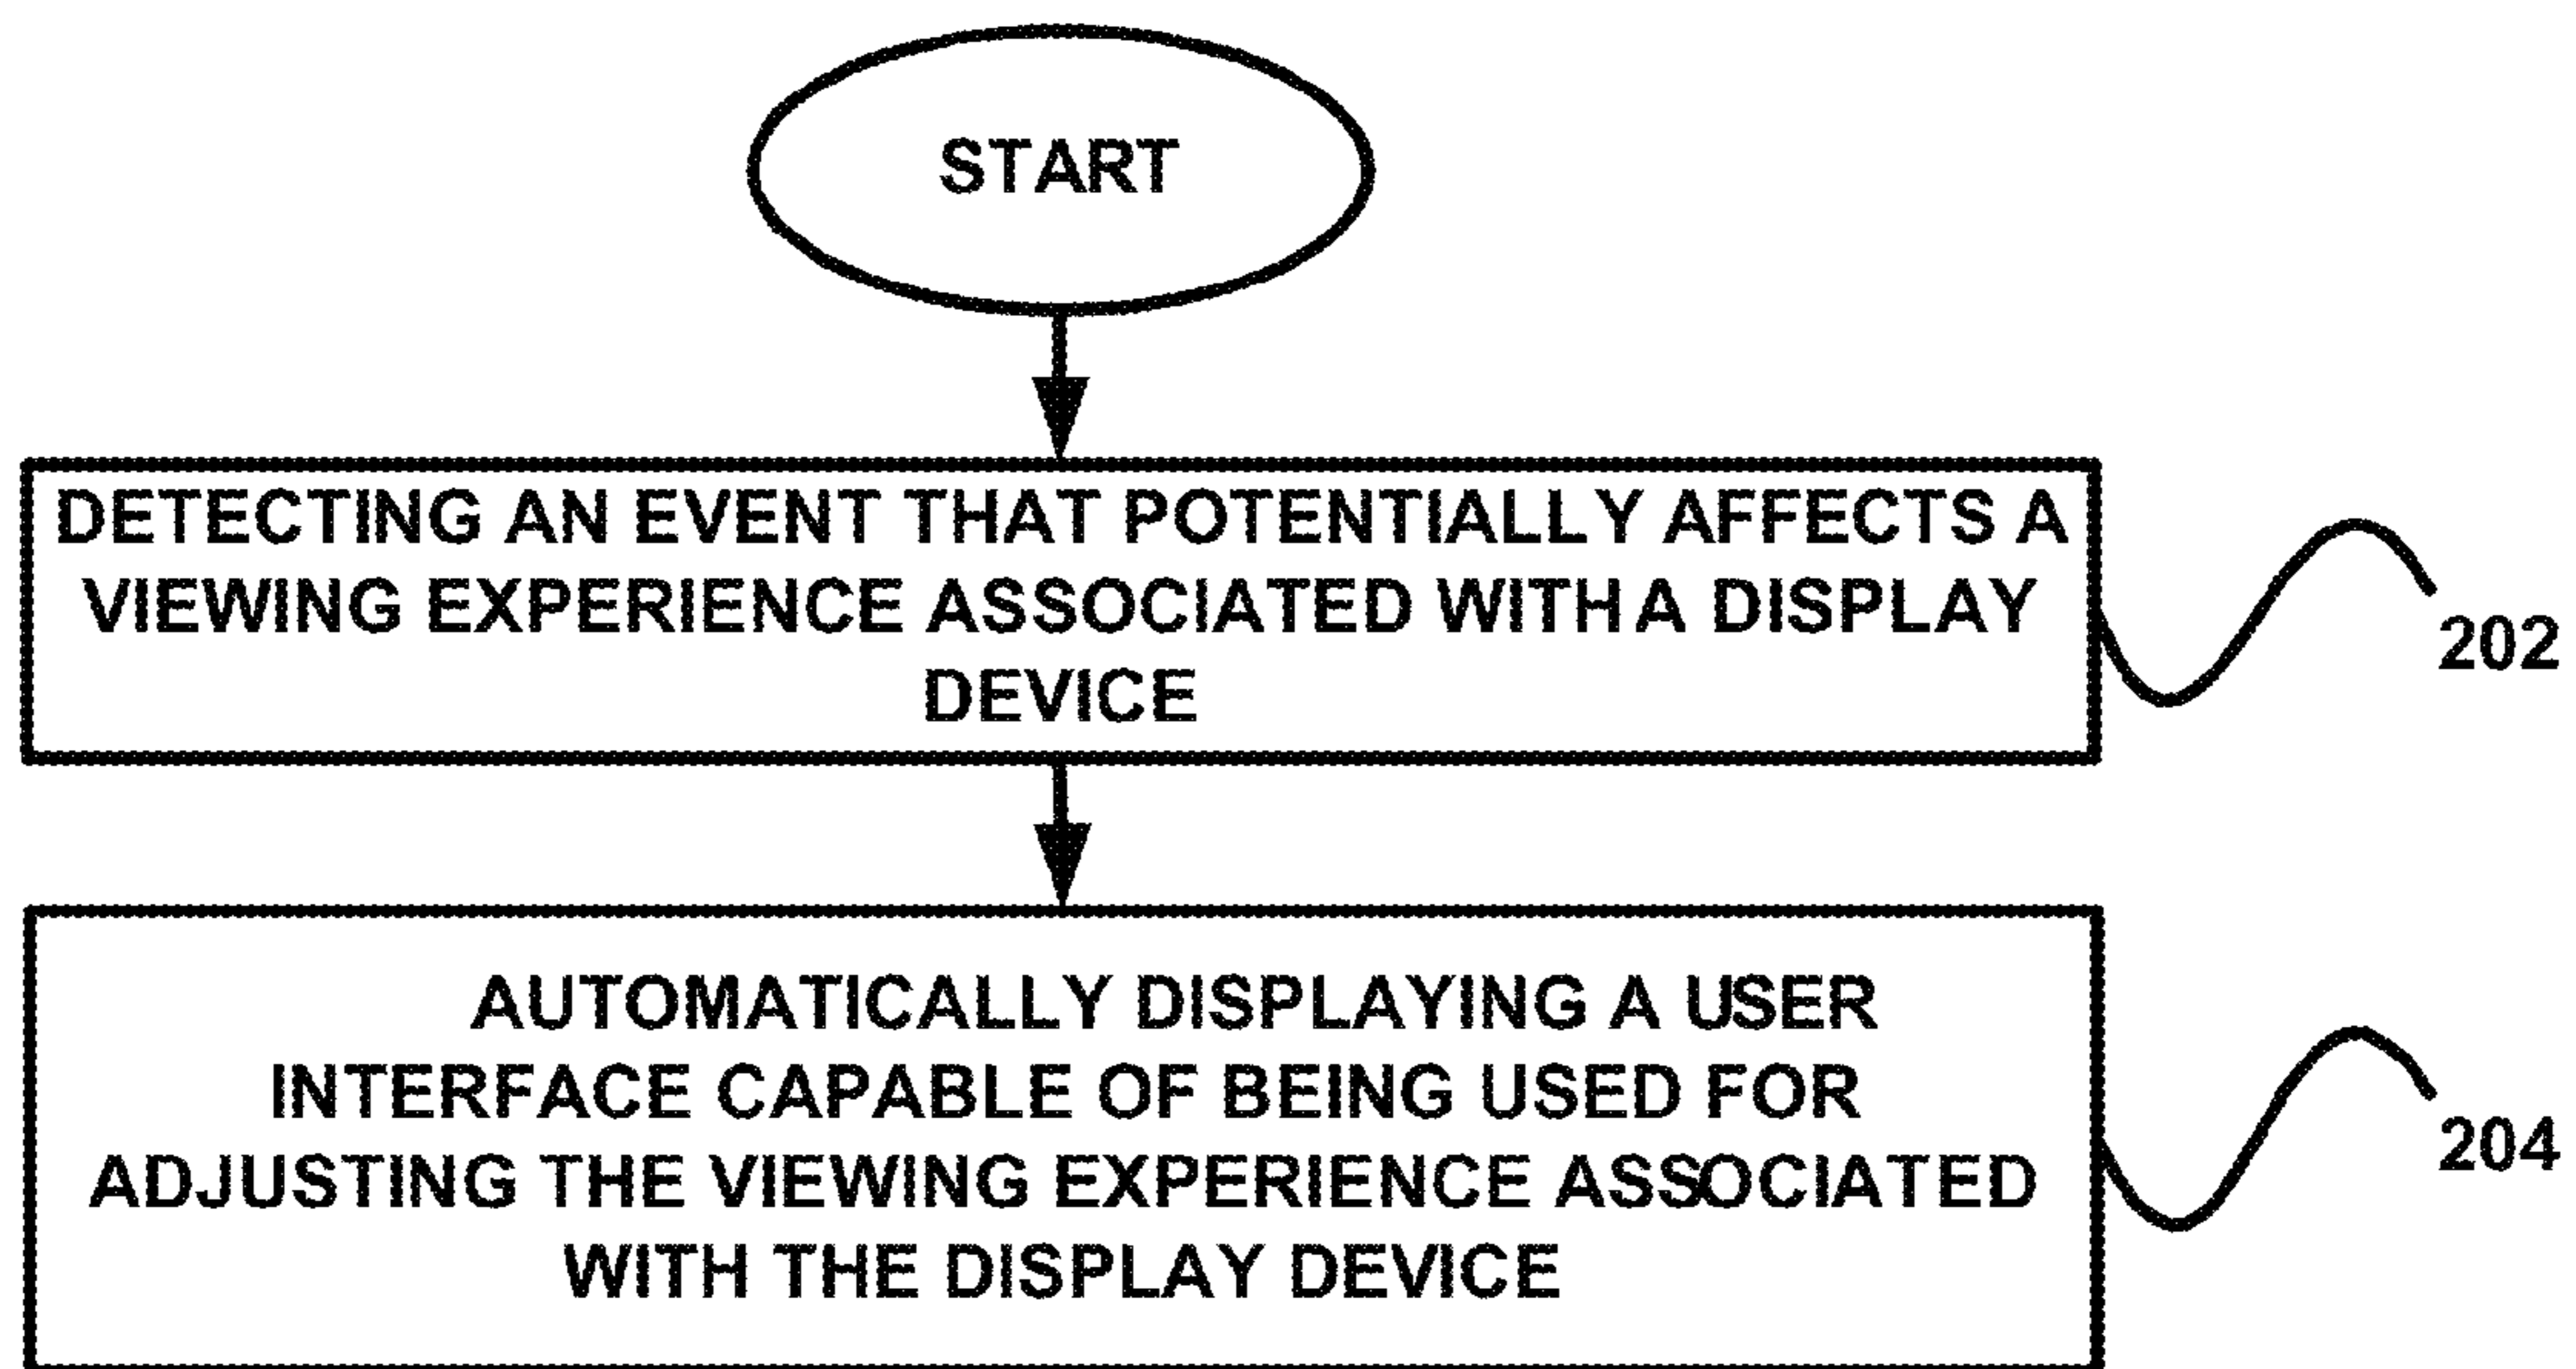 START
DETECTING AN EVENT THAT POTENTIALLY AFFECTS A
VIEWING EXPERIENCE ASSOCIATED WITH A DISPLAY
DEVICE
202
AUTOMATICALLY DISPLAYING A USER
INTERFACE CAPABLE OF BEING USED FOR
ADJUSTING THE VIEWING EXPERIENCE ASSOCIATED
WITH THE DISPLAY DEVICE
204